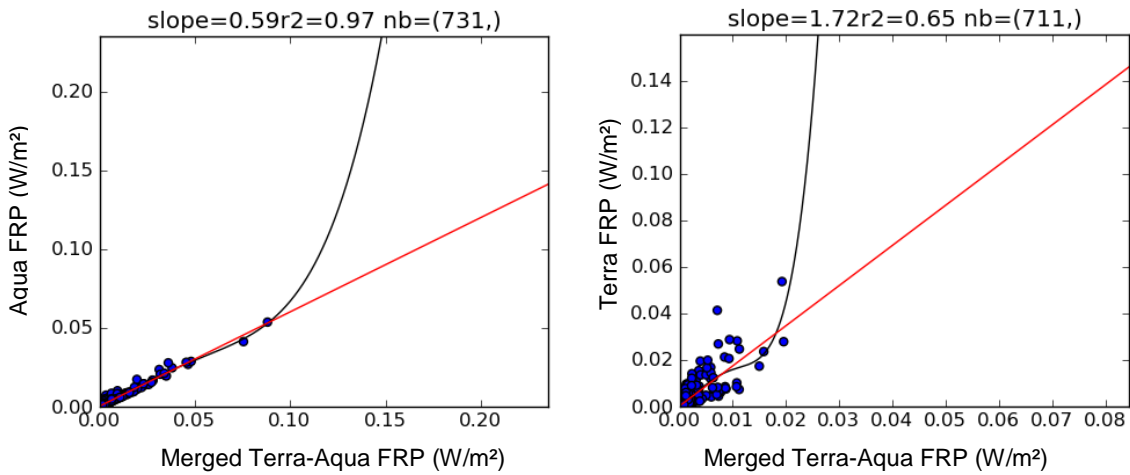 slope=0.59r2=0.97 nb=(731,)
0.20
0.15
0.10
0.05
0.00
0.00 0.05 0.10 0.15 0.20
Aqua FRP (W/m²)
Merged Terra-Aqua FRP (W/m²)
slope=1.72r2=0.65 nb=(711,)
0.14
0.12
0.10
0.08
0.06
0.04
0.02
0.00
0.00 0.01 0.02 0.03 0.04 0.05 0.06 0.07 0.08
Terra FRP (W/m²)
Merged Terra-Aqua FRP (W/m²)